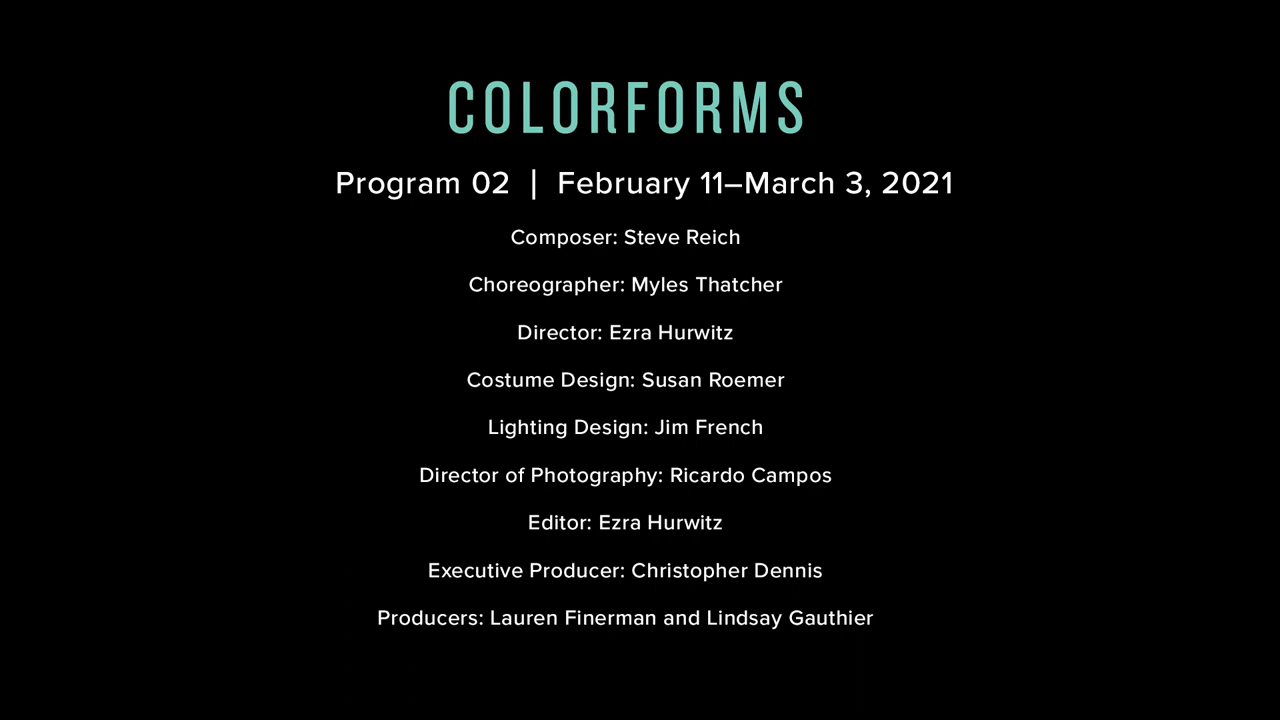 COLORFORMS
Program 02 | February 11–March 3, 2021
Composer: Steve Reich
Choreographer: Myles Thatcher
Director: Ezra Hurwitz
Costume Design: Susan Roemer
Lighting Design: Jim French
Director of Photography: Ricardo Campos
Editor: Ezra Hurwitz
Executive Producer: Christopher Dennis
Producers: Lauren Finerman and Lindsay Gauthier